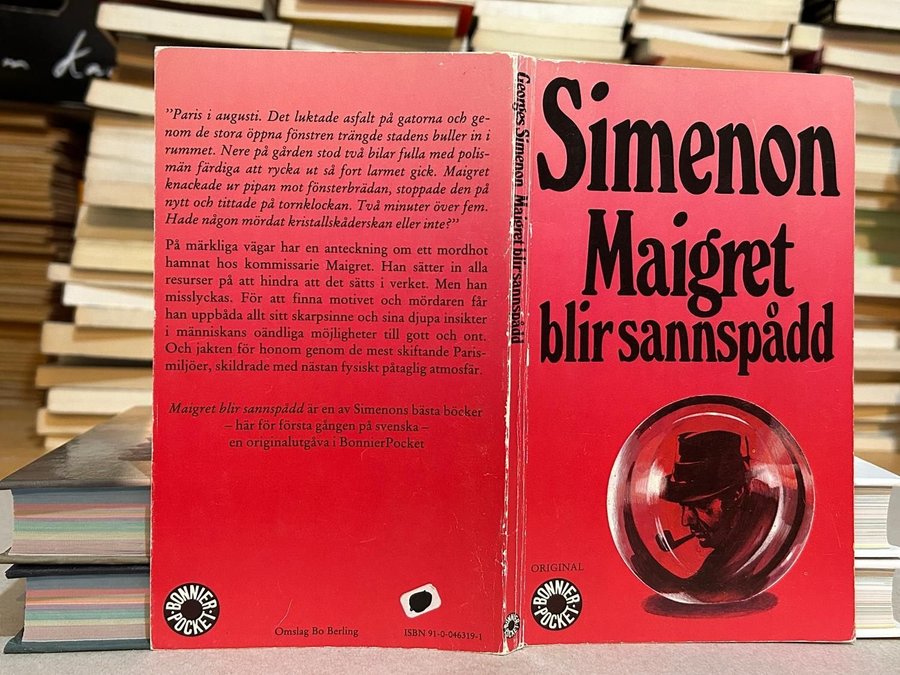 "Paris i augusti. Det luktade asfalt på gatorna och ge-
nom de stora öppna fönstren trängde stadens buller in i
rummet. Nere på gården stod två bilar fulla med polis-
män färdiga att rycka ut så fort larmet gick. Maigret
knackade ur pipan mot fönsterbrädan, stoppade den på
nytt och tittade på tornklockan. Två minuter över fem.
Hade någon mördat kristallskåderskan eller inte?"
På märkliga vägar har en anteckning om ett mordhot
hamnat hos kommissarie Maigret. Han sätter in alla
resurser på att hindra att det sätts i verket. Men han
misslyckas. För att finna motivet och mördaren får
han uppbåda allt sitt skarpsinne och sina djupa insikter
i människans oändliga möjligheter till gott och ont.
Och jakten för honom genom de mest skiftande Paris-
miljöer, skildrade med nästan fysiskt påtaglig atmosfär.
Maigret blir sannspådd är en av Simenons bästa böcker
– här för första gången på svenska –
en originalutgåva i BonnierPocket
BONNIER
POCKET
Omslag Bo Berling
ISBN 91-0-046319-1
Georges Simenon Maigret blir sannspådd
BONNIER
POCKET
Simenon
Maigret
blir sannspådd
ORIGINAL
BONNIER
POCKET